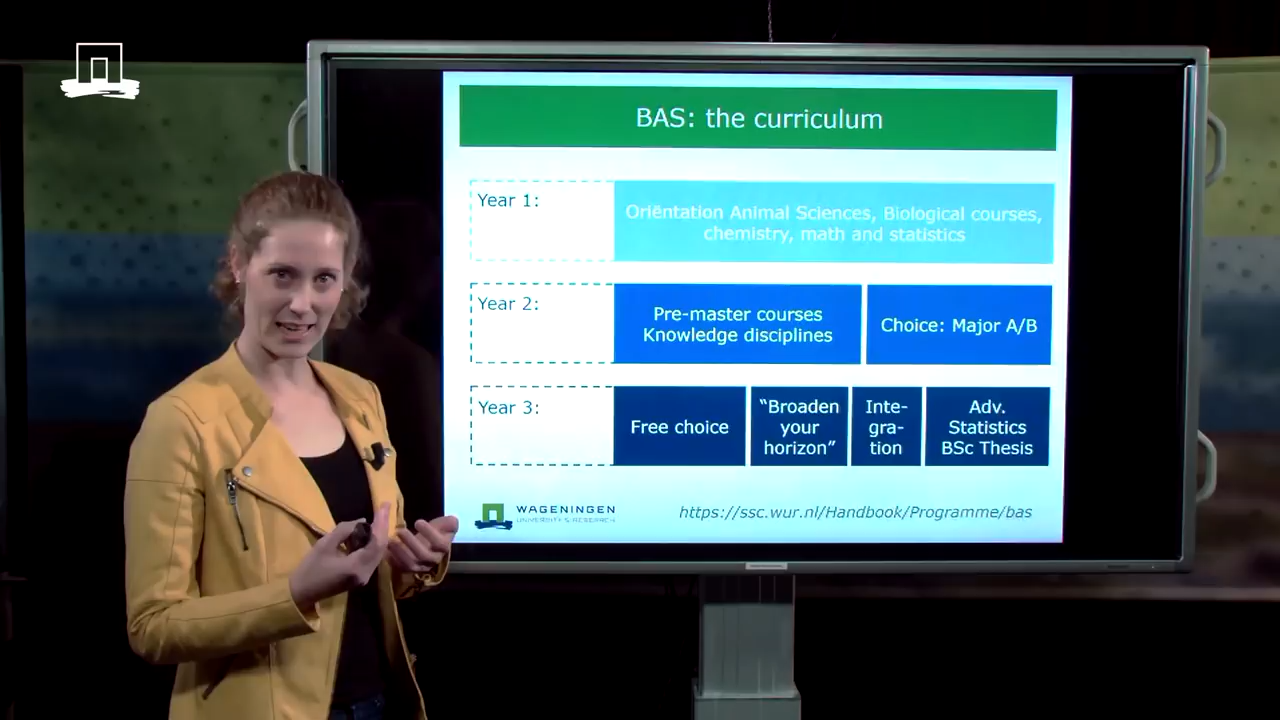 BAS: the curriculum
Year 1:
Oriëntation Animal Sciences, Biological courses,
chemistry, math and statistics
Year 2:
Pre-master courses
Knowledge disciplines
Choice: Major A/B
Year 3:
Free choice
"Broaden
your
horizon"
Inte-
gra-
tion
Adv.
Statistics
BSc Thesis
WAGENINGEN
UNIVERSITY & RESEARCH
https://ssc.wur.nl/Handbook/Programme/bas